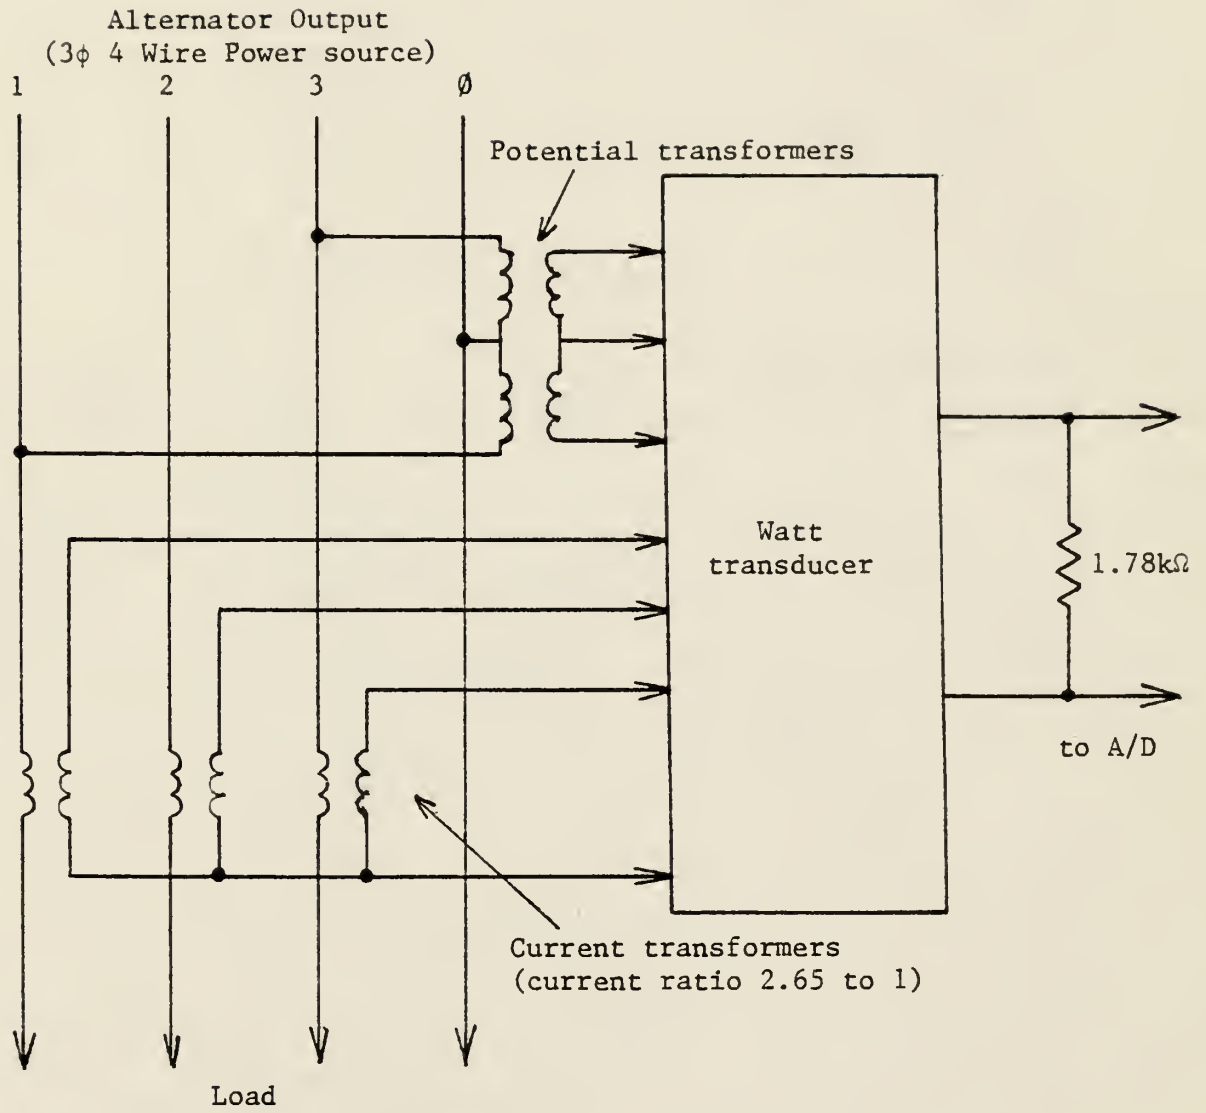 Alternator Output
(3ϕ 4 Wire Power source)
1 2 3 Ø
Potential transformers
Watt
transducer
1.78kΩ
to A/D
Current transformers
(current ratio 2.65 to 1)
Load